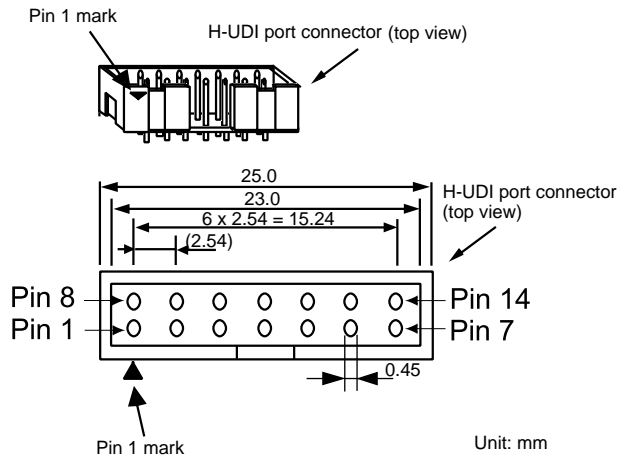 Pin 1 mark
H-UDI port connector (top view)
25.0
23.0
6 x 2.54 = 15.24
(2.54)
H-UDI port connector
(top view)
Pin 8
Pin 14
Pin 1
Pin 7
0.45
Pin 1 mark
Unit: mm